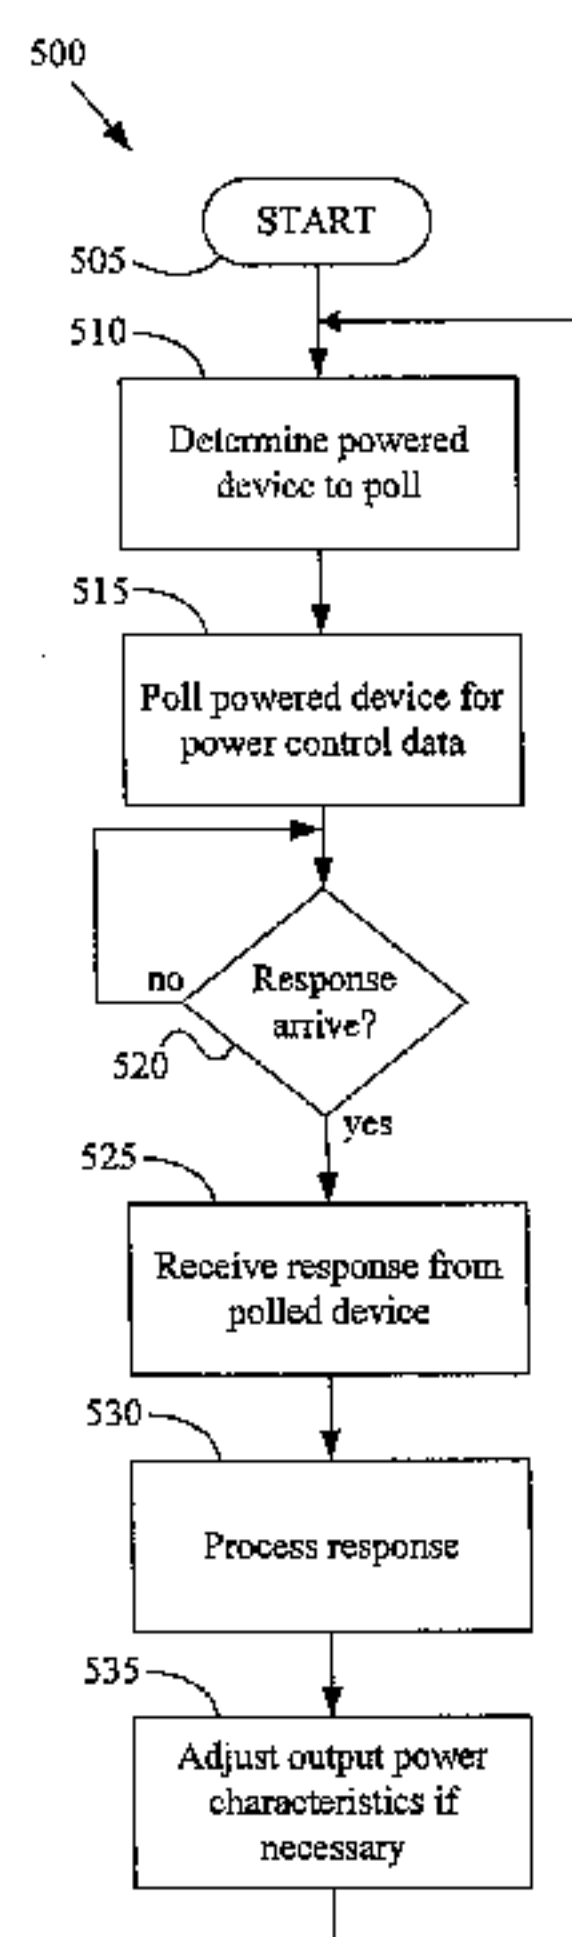 500
START
505
510
Determine powered
device to poll
515
Poll powered device for
power control data
no
Response
arrive?
520
yes
525
Receive response from
polled device
530
Process response
535
Adjust output power
characteristics if
necessary